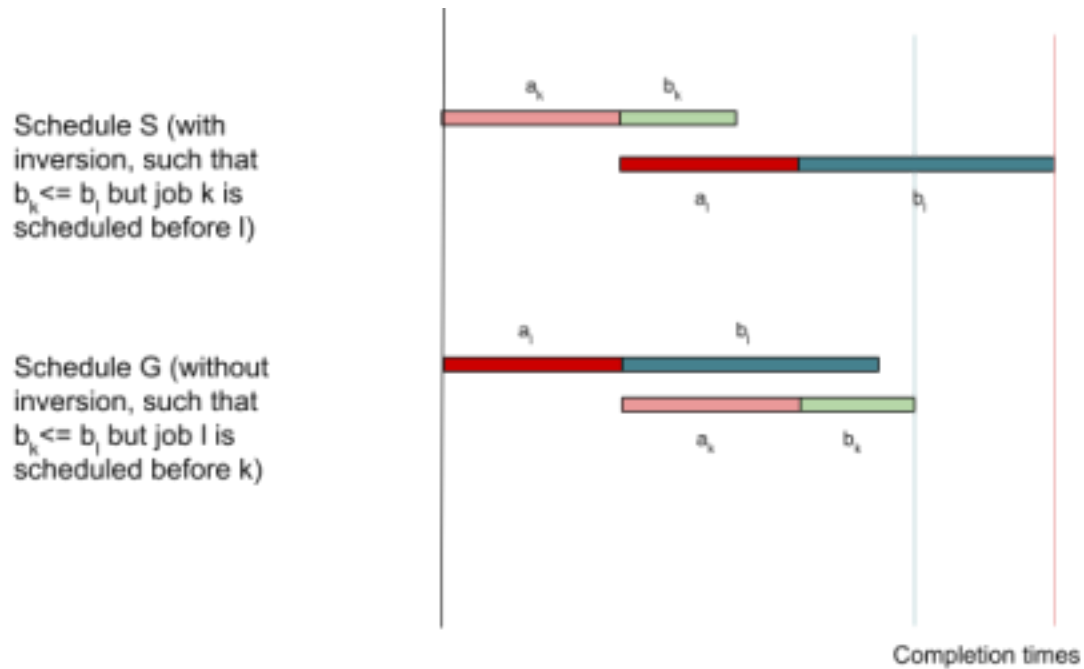 a_k
b_k
Schedule S (with
inversion, such that
b_k<= b_l but job k is
scheduled before l)
a_l
b_l
a_l
b_l
Schedule G (without
inversion, such that
b_k<= b_l but job l is
scheduled before k)
a_k
b_k
Completion times